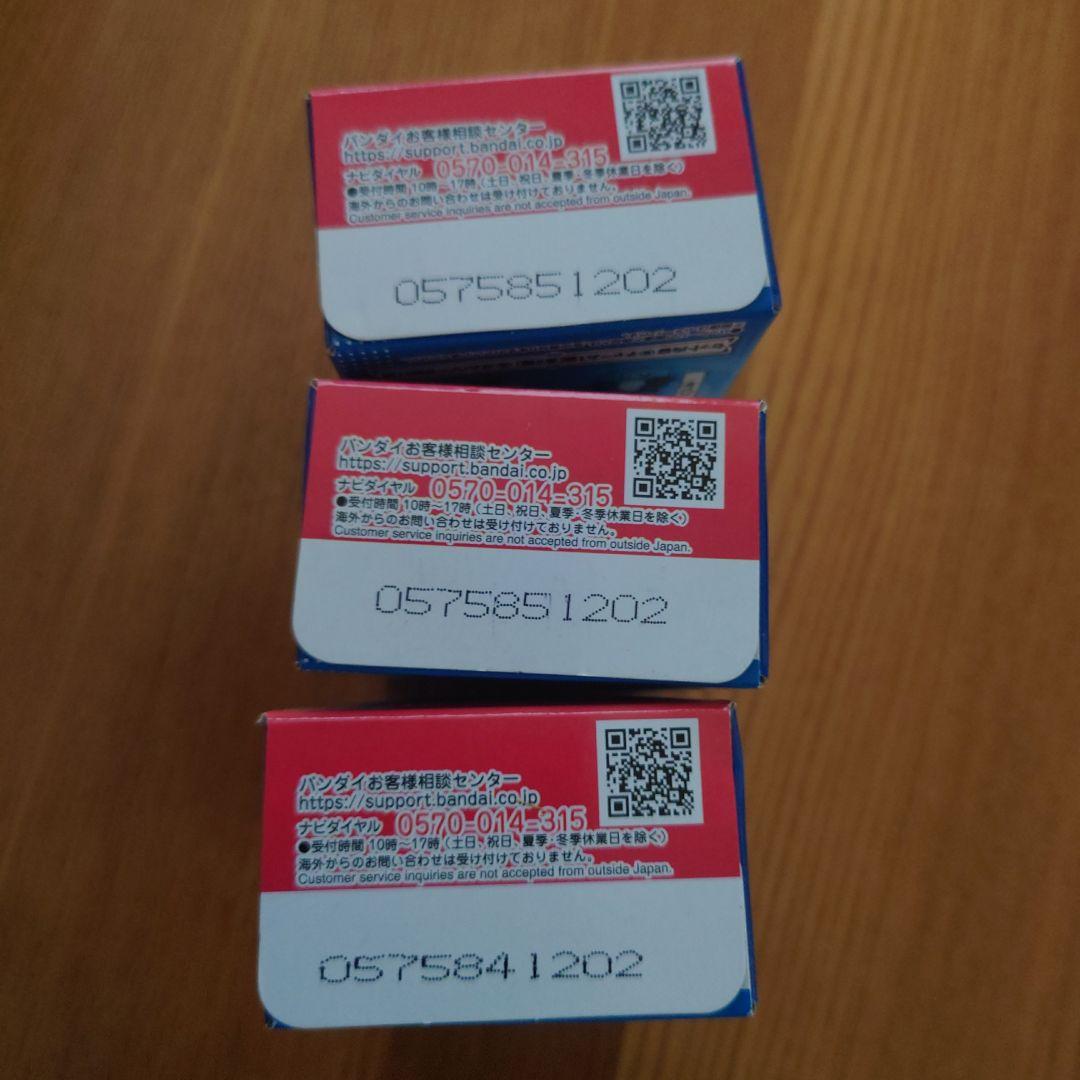 バンダイお客様相談センター
https://support.bandai.co.jp
ナビダイヤル 0570-014-315
●受付時間 10時〜17時（土日、祝日、夏季・冬季休業日を除く）
海外からのお問い合わせは受け付けておりません。
Customer service inquiries are not accepted from outside Japan.
0575851202
バンダイお客様相談センター
https://support.bandai.co.jp
ナビダイヤル 0570-014-315
●受付時間 10時〜17時（土日、祝日、夏季・冬季休業日を除く）
海外からのお問い合わせは受け付けておりません。
Customer service inquiries are not accepted from outside Japan.
0575851202
バンダイお客様相談センター
https://support.bandai.co.jp
ナビダイヤル 0570-014-315
●受付時間 10時〜17時（土日、祝日、夏季・冬季休業日を除く）
海外からのお問い合わせは受け付けておりません。
Customer service inquiries are not accepted from outside Japan.
0575841202